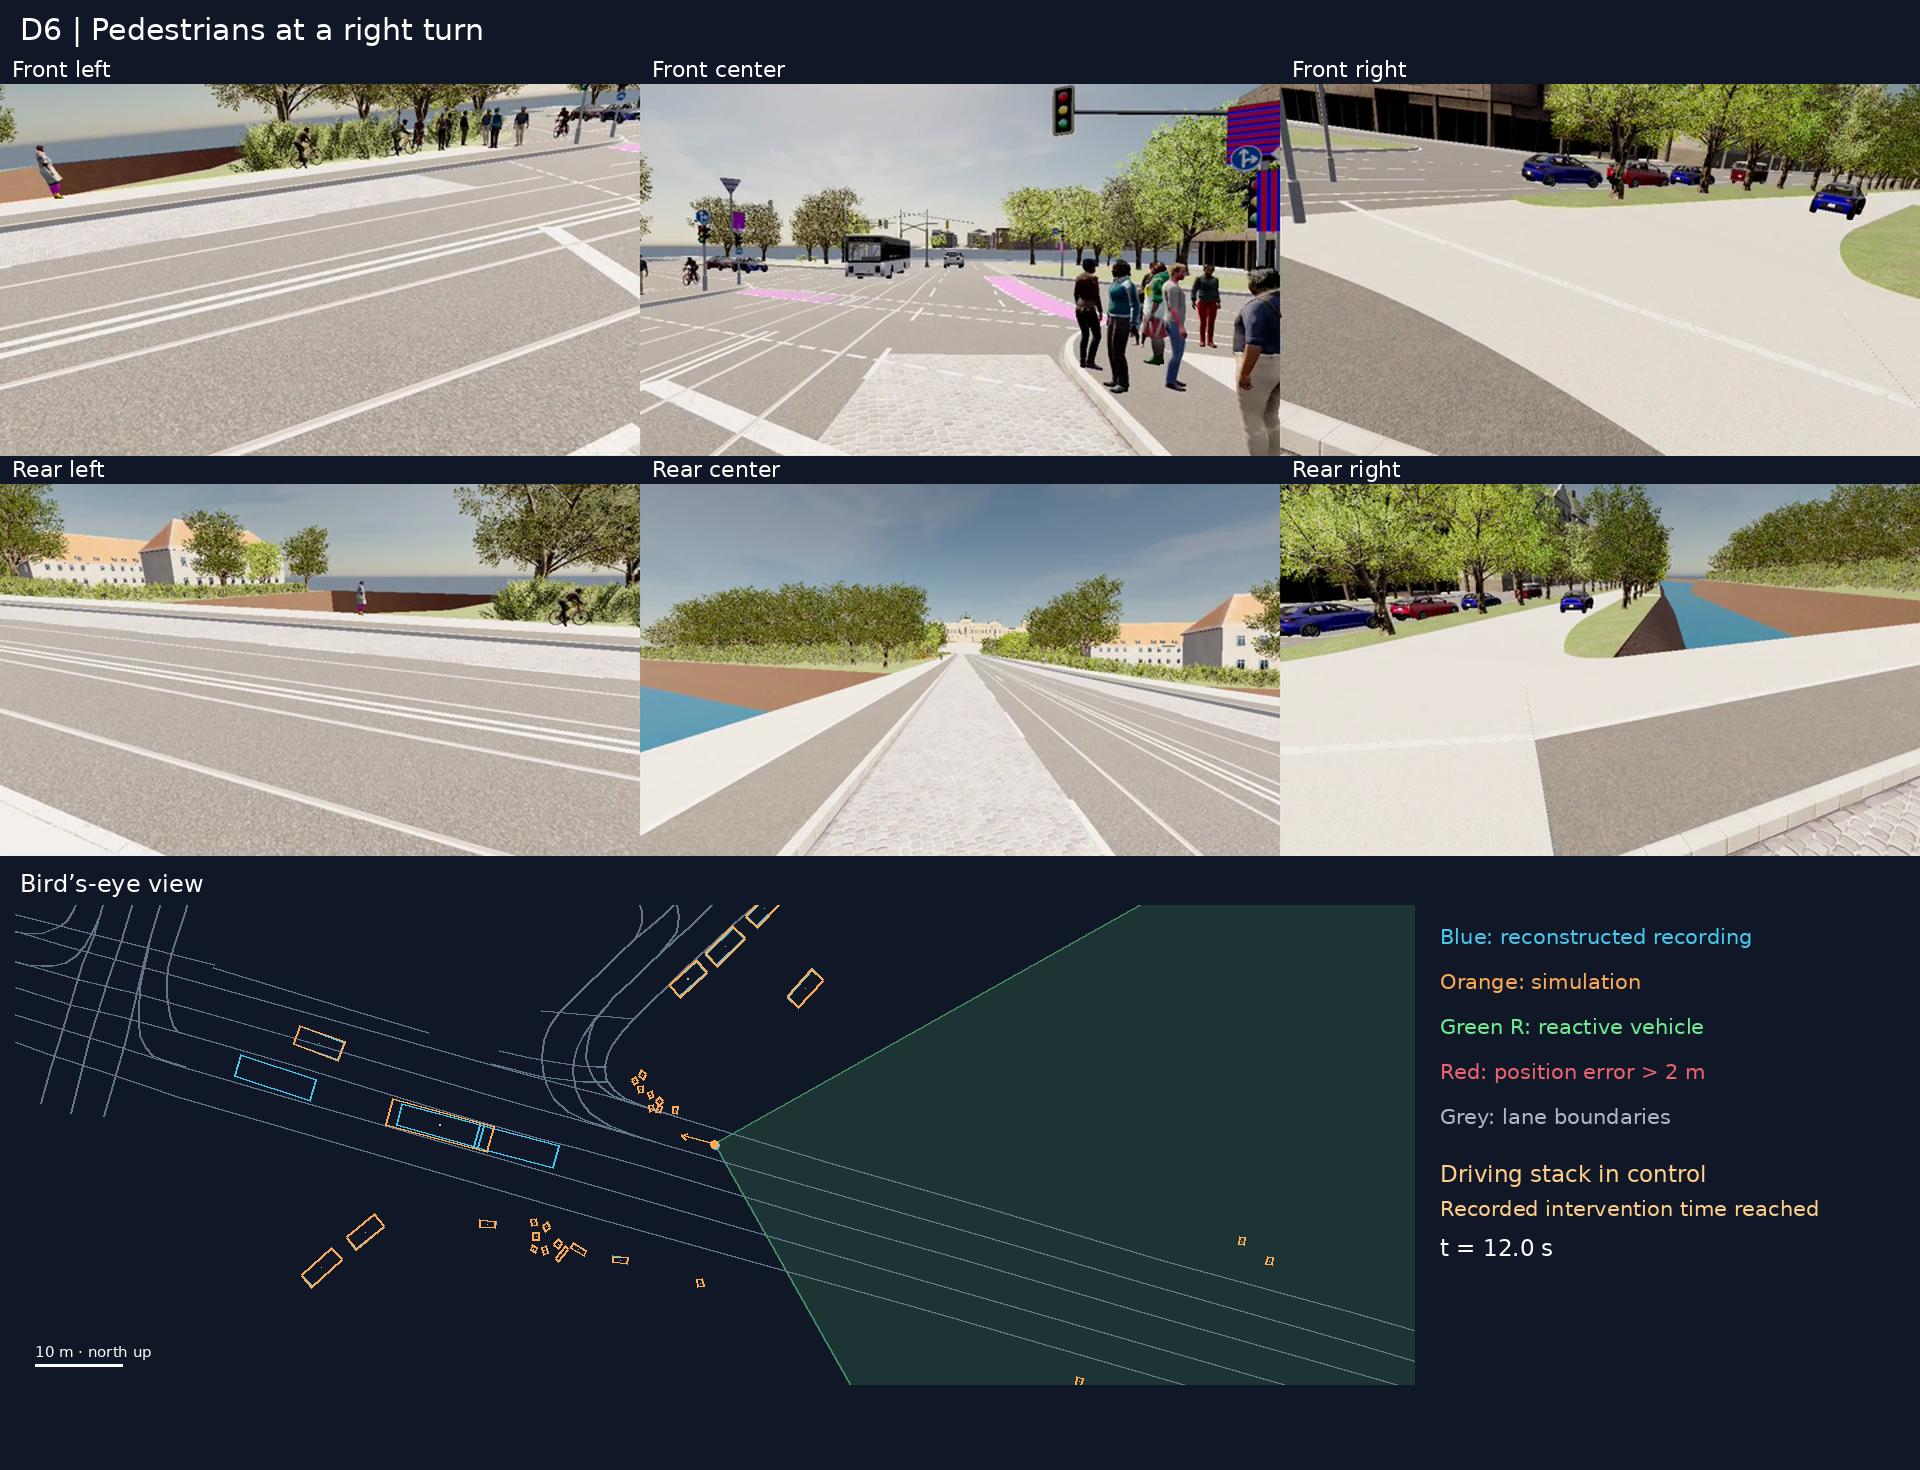 D6 | Pedestrians at a right turn
Front left
Front center
Front right
Rear left
Rear center
Rear right
Bird’s-eye view
Blue: reconstructed recording
Orange: simulation
Green R: reactive vehicle
Red: position error > 2 m
Grey: lane boundaries
Driving stack in control
Recorded intervention time reached
t = 12.0 s
10 m · north up